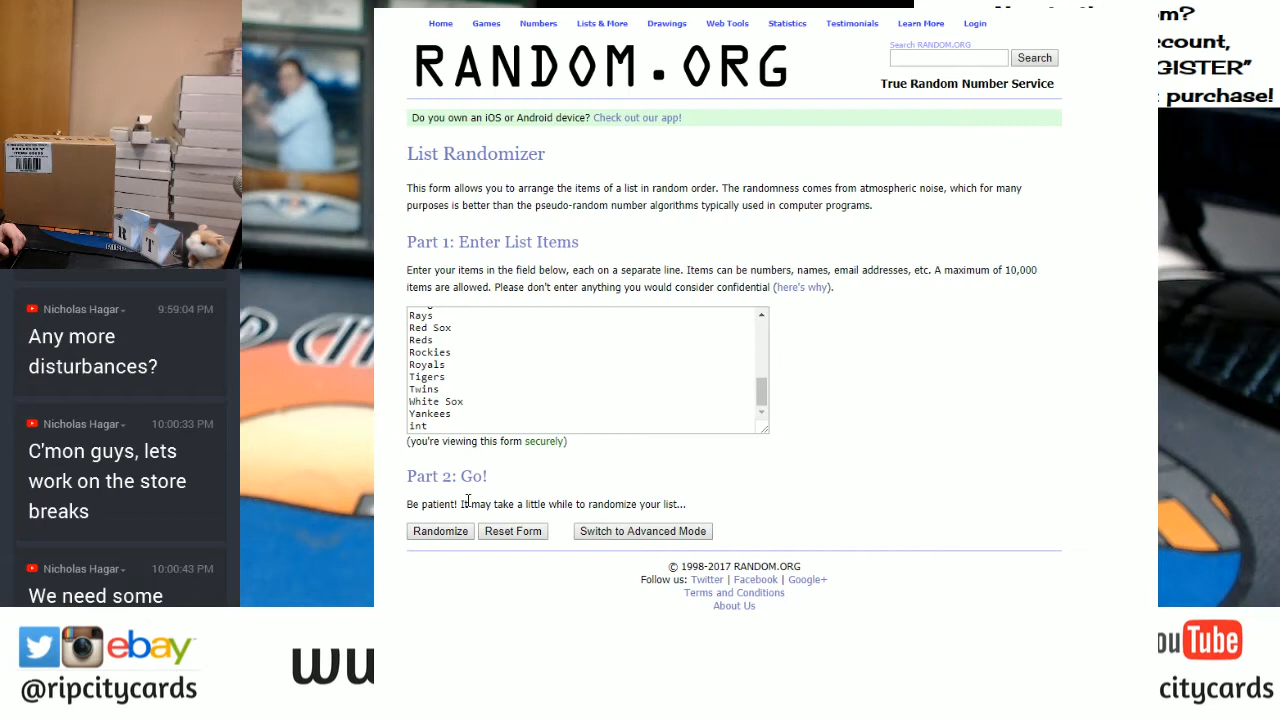 Home Games Numbers Lists & More Drawings Web Tools Statistics Testimonials Learn More Login
RANDOM.ORG
Search RANDOM.ORG
Search
True Random Number Service
Do you own an iOS or Android device? Check out our app!
List Randomizer
This form allows you to arrange the items of a list in random order. The randomness comes from atmospheric noise, which for many
purposes is better than the pseudo-random number algorithms typically used in computer programs.
Part 1: Enter List Items
Enter your items in the field below, each on a separate line. Items can be numbers, names, email addresses, etc. A maximum of 10,000
items are allowed. Please don't enter anything you would consider confidential (here's why).
Rays
Red Sox
Reds
Rockies
Royals
Tigers
Twins
White Sox
Yankees
int
(you're viewing this form securely)
Part 2: Go!
Be patient! It may take a little while to randomize your list...
Randomize Reset Form Switch to Advanced Mode
© 1998-2017 RANDOM.ORG
Follow us: Twitter | Facebook | Google+
Terms and Conditions
About Us
om?
ccount,
GISTER"
purchase!
HOBBY
R T
Nicholas Hagar 9:59:04 PM
Any more
disturbances?
Nicholas Hagar 10:00:33 PM
C'mon guys, lets
work on the store
breaks
Nicholas Hagar 10:00:43 PM
We need some
ebay
@ripcitycards
wu
ouTube
citycards